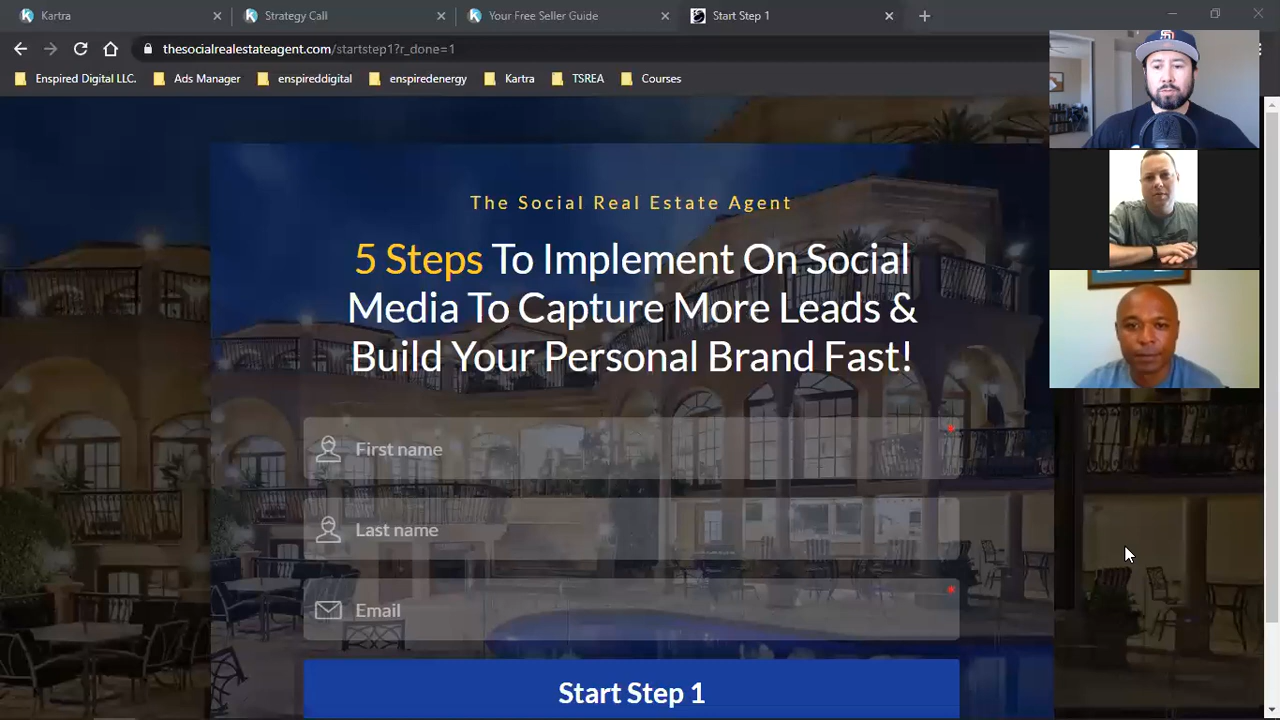 Kartra
Strategy Call
Your Free Seller Guide
Start Step 1
thesocialrealestateagent.com/startstep1?r_done=1
Enspired Digital LLC.
Ads Manager
enspireddigital
enspiredenergy
Kartra
TSREA
Courses
The Social Real Estate Agent
5 Steps To Implement On Social
Media To Capture More Leads &
Build Your Personal Brand Fast!
First name
*
Last name
Email
*
Start Step 1